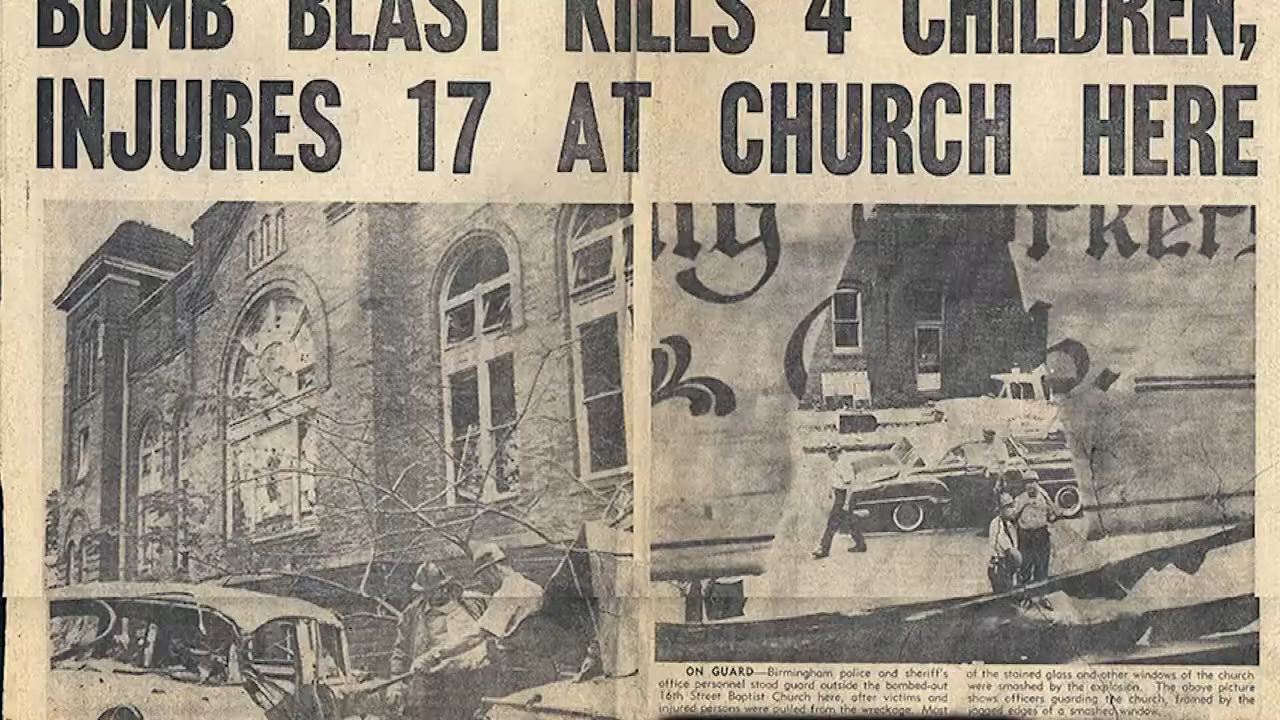 BOMB BLAST KILLS 4 CHILDREN,
INJURES 17 AT CHURCH HERE
ON GUARD—Birmingham police and sheriff's
office personnel stood guard outside the bombed-out
16th Street Baptist Church here, after victims and
injured persons were pulled from the wreckage. Most
of the stained glass and other windows of the church
were smashed by the explosion. The above picture
shows officers guarding the church, framed by the
jagged edges of a smashed window.